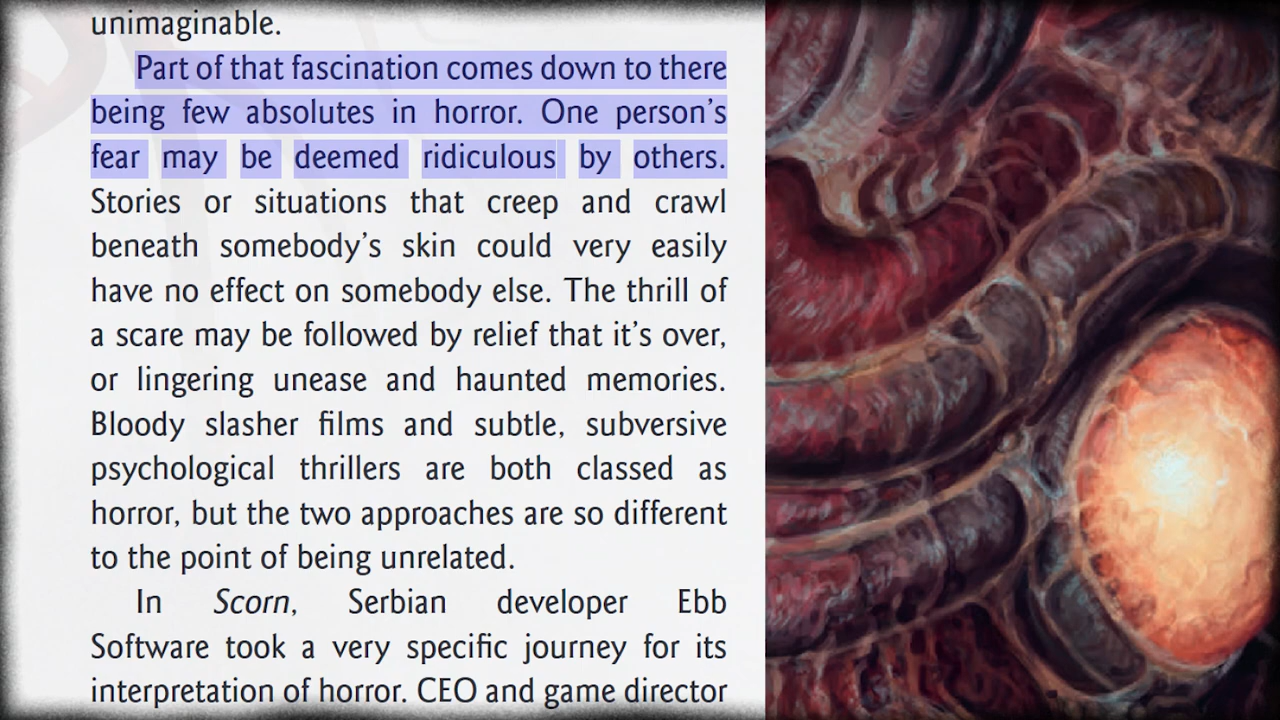 unimaginable.
Part of that fascination comes down to there
being few absolutes in horror. One person's
fear may be deemed ridiculous by others.
Stories or situations that creep and crawl
beneath somebody's skin could very easily
have no effect on somebody else. The thrill of
a scare may be followed by relief that it's over,
or lingering unease and haunted memories.
Bloody slasher films and subtle, subversive
psychological thrillers are both classed as
horror, but the two approaches are so different
to the point of being unrelated.
In Scorn, Serbian developer Ebb
Software took a very specific journey for its
interpretation of horror. CEO and game director